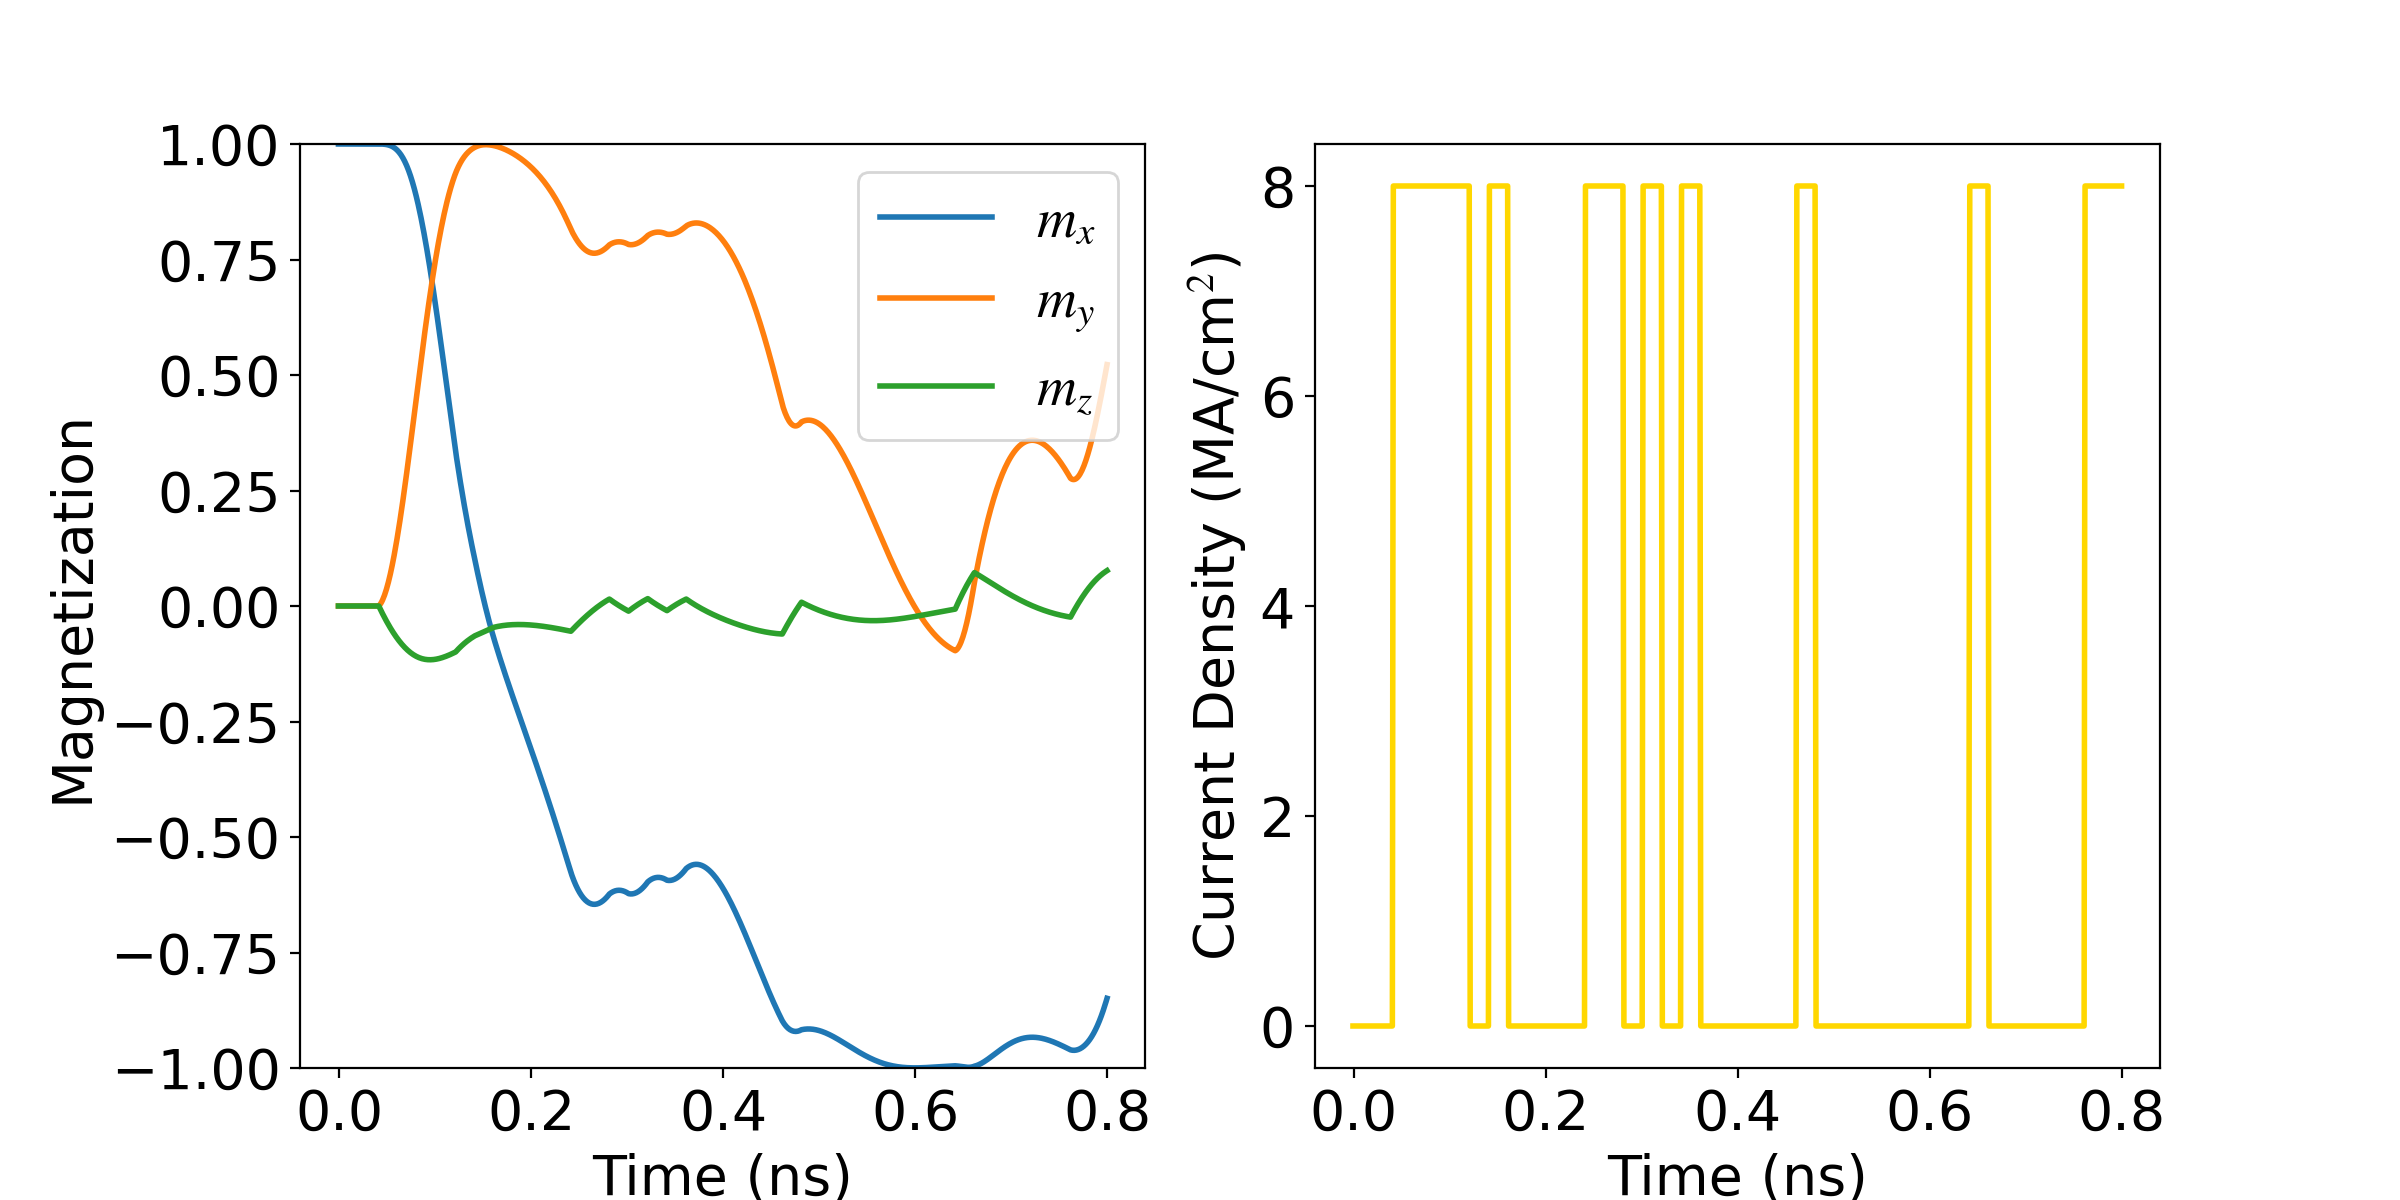 1.00
0.75
0.50
0.25
0.00
−0.25
−0.50
−0.75
−1.00
Magnetization
0.0 0.2 0.4 0.6 0.8
Time (ns)
m_x
m_y
m_z
8
6
4
2
0
Current Density (MA/cm²)
0.0 0.2 0.4 0.6 0.8
Time (ns)